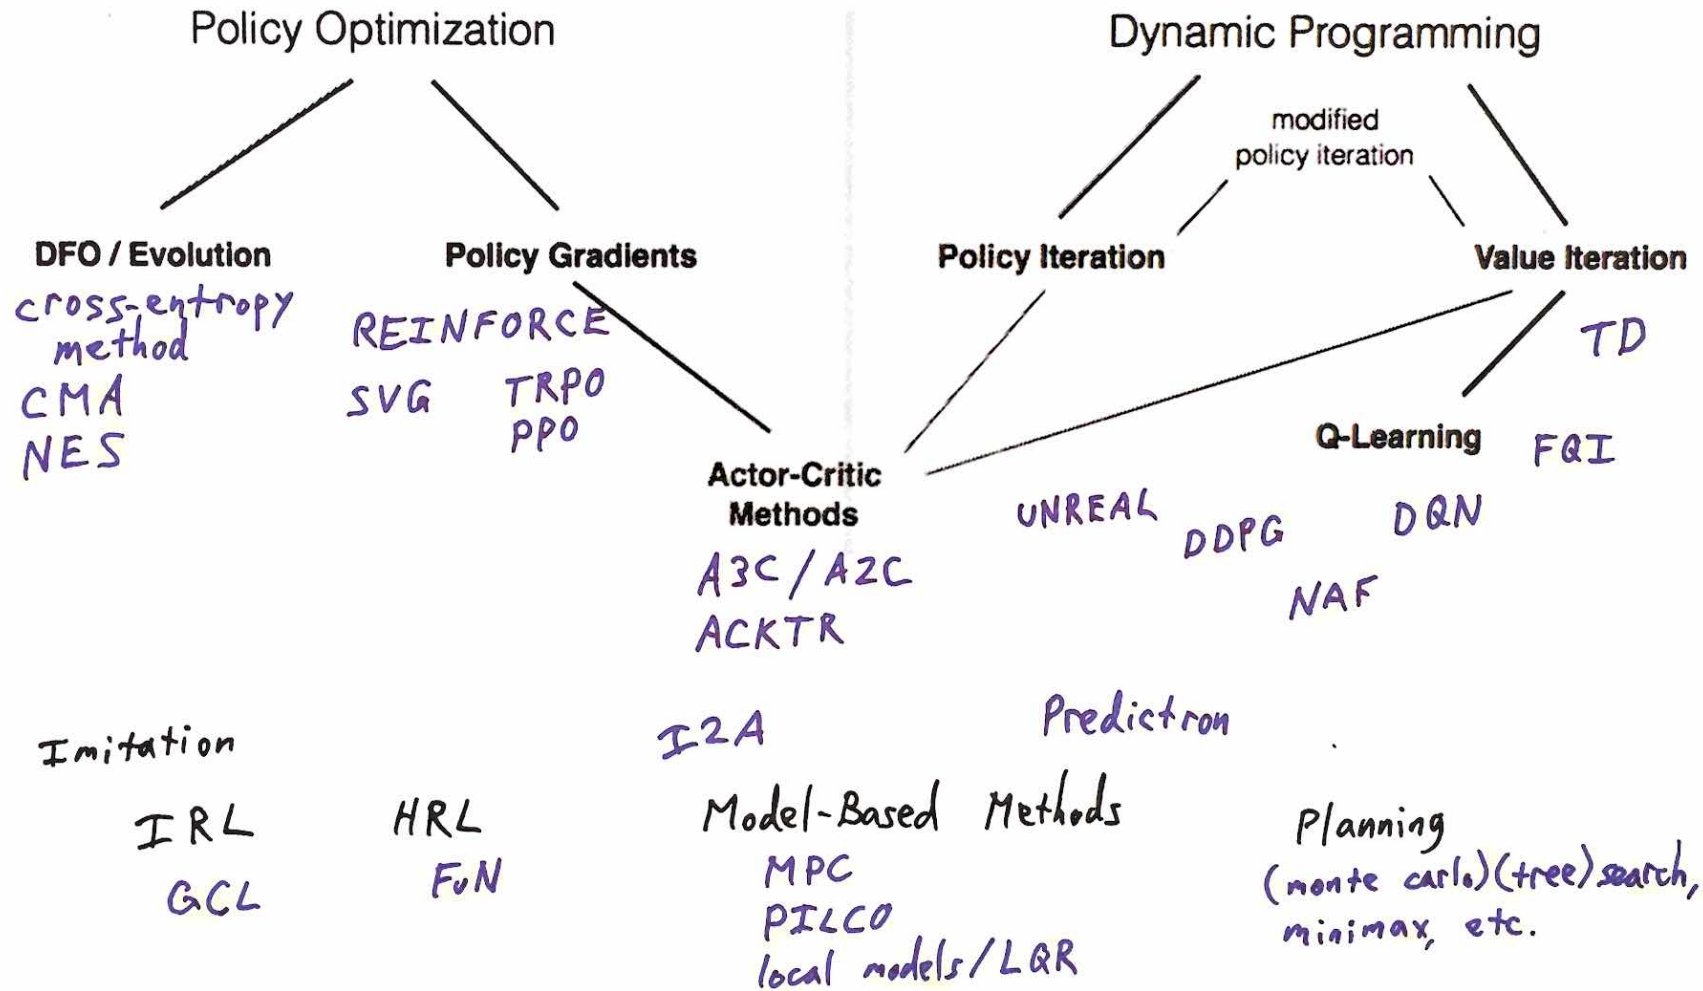 Policy Optimization
Dynamic Programming
modified
policy iteration
DFO / Evolution
Policy Gradients
Policy Iteration
Value Iteration
cross-entropy
method
CMA
NES
REINFORCE
SVG TRPO
PPO
TD
Q-Learning
FQI
Actor-Critic
Methods
A3C / A2C
ACKTR
UNREAL
DDPG
DQN
NAF
Imitation
I2A
Predictron
IRL
GCL
HRL
FuN
Model-Based Methods
MPC
PILCO
local models/LQR
Planning
(monte carlo)(tree)search,
minimax, etc.